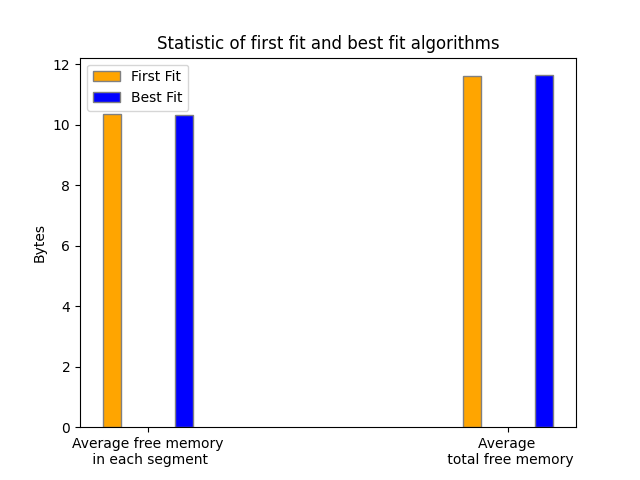 Statistic of first fit and best fit algorithms
12
First Fit
Best Fit
10
8
6
4
2
0
Bytes
Average free memory
in each segment
Average
total free memory